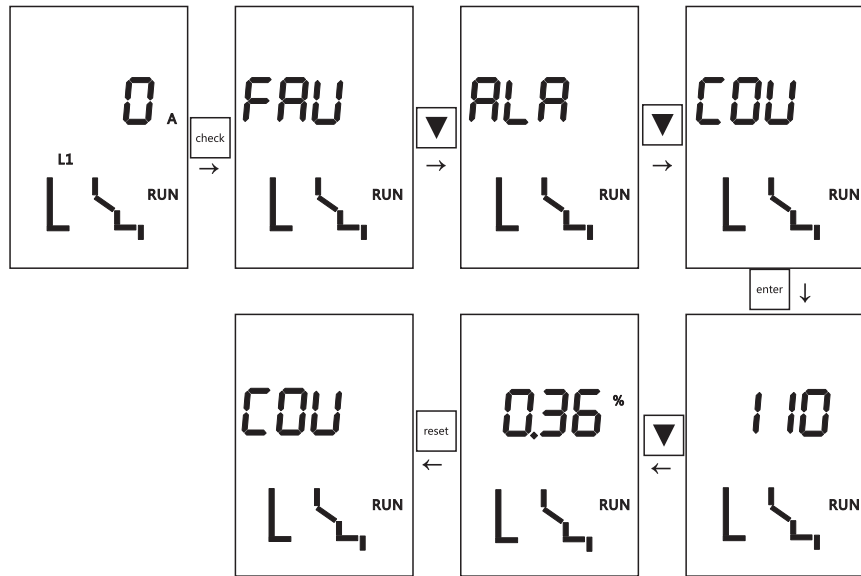 0 A
L1
RUN
check
→
FAU
RUN
▼
→
ALA
RUN
▼
→
COU
RUN
enter ↓
110
RUN
▼
←
0.36 %
RUN
reset
←
COU
RUN